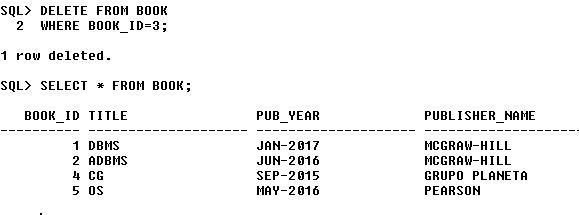 SQL> DELETE FROM BOOK
2 WHERE BOOK_ID=3;
1 row deleted.
SQL> SELECT * FROM BOOK;
BOOK_ID TITLE PUB_YEAR PUBLISHER_NAME
---------- -------------------- -------------------- --------------------
1 DBMS JAN-2017 MCGRAW-HILL
2 ADBMS JUN-2016 MCGRAW-HILL
4 CG SEP-2015 GRUPO PLANETA
5 OS MAY-2016 PEARSON